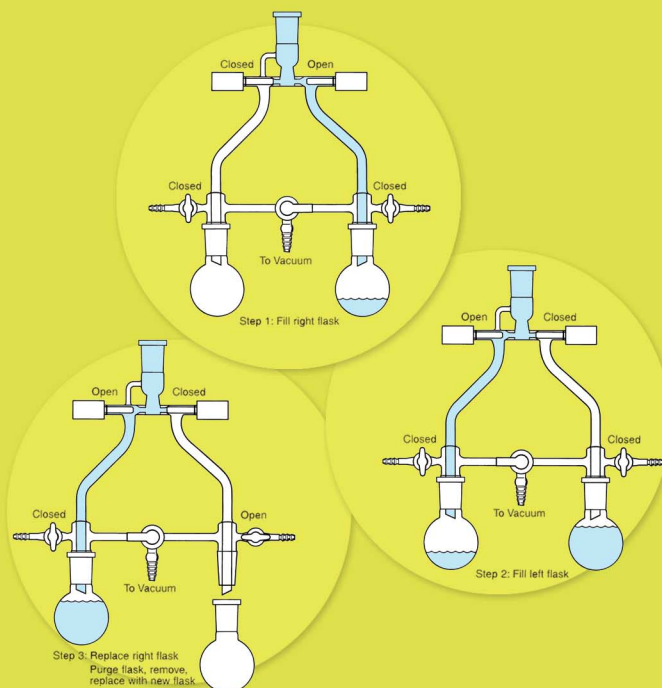 Closed
Open
Closed
Closed
To Vacuum
Step 1: Fill right flask
Open
Closed
Closed
Closed
To Vacuum
Step 2: Fill left flask
Open
Closed
Closed
Open
To Vacuum
Step 3: Replace right flask
Purge flask, remove,
replace with new flask